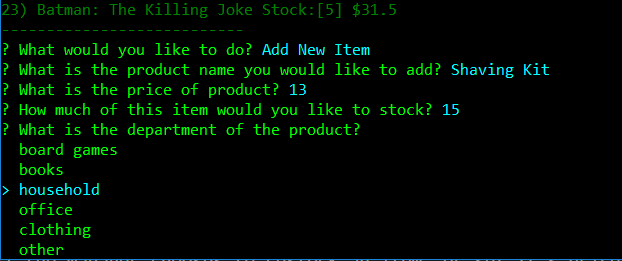 23) Batman: The Killing Joke Stock:[5] $31.5
---------------------------
? What would you like to do? Add New Item
? What is the product name you would like to add? Shaving Kit
? What is the price of product? 13
? How much of this item would you like to stock? 15
? What is the department of the product?
board games
books
> household
office
clothing
other